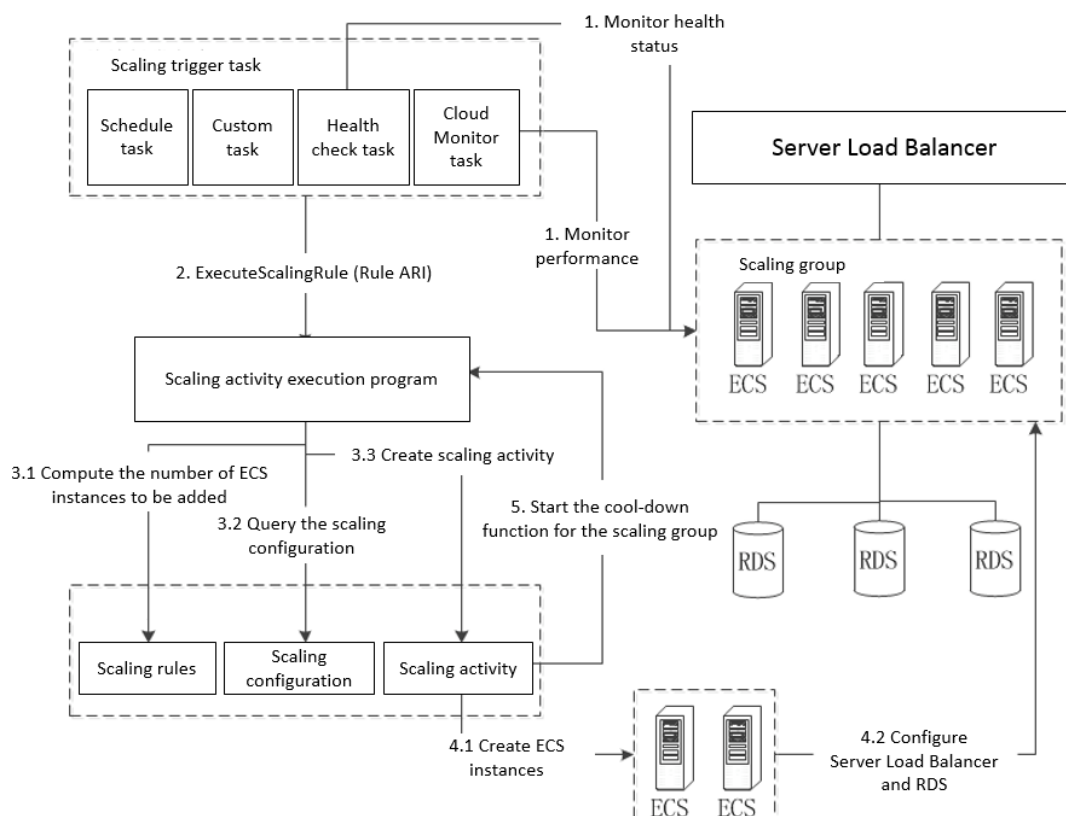 1. Monitor health
status
Scaling trigger task
Schedule
task
Custom
task
Health
check task
Cloud
Monitor
task
Server Load Balancer
1. Monitor
performance
Scaling group
ECS
ECS
ECS
ECS
ECS
2. ExecuteScalingRule (Rule ARI)
Scaling activity execution program
3.1 Compute the number of ECS
instances to be added
3.3 Create scaling activity
3.2 Query the scaling
configuration
5. Start the cool-down
function for the scaling group
RDS
RDS
RDS
Scaling rules
Scaling
configuration
Scaling activity
4.1 Create ECS
instances
ECS
ECS
4.2 Configure
Server Load Balancer
and RDS